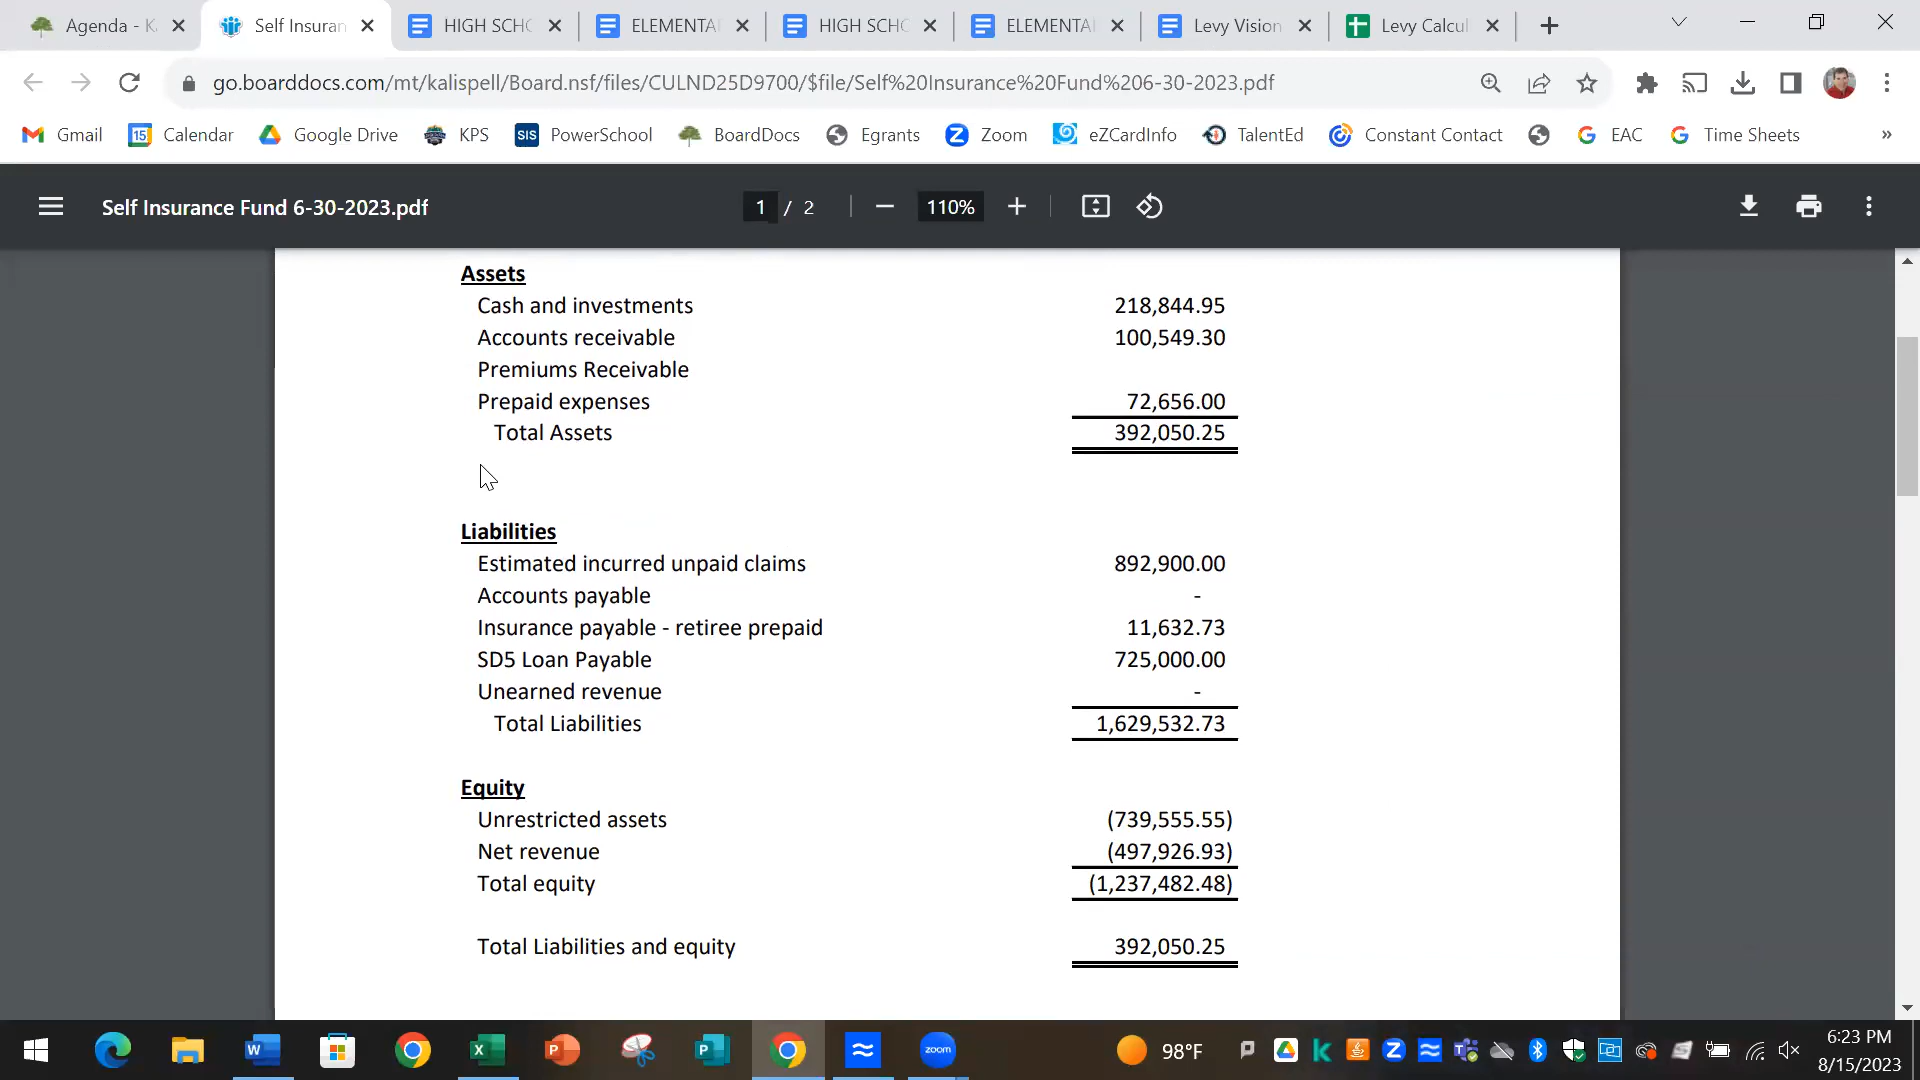 Agenda - K
Self Insuran
HIGH SCHO
ELEMENTAI
HIGH SCHO
ELEMENTAI
Levy Vision
Levy Calcul
go.boarddocs.com/mt/kalispell/Board.nsf/files/CULND25D9700/$file/Self%20Insurance%20Fund%206-30-2023.pdf
Gmail
15 Calendar
Google Drive
KPS
SIS PowerSchool
BoardDocs
Egrants
Zoom
eZCardInfo
TalentEd
Constant Contact
EAC
Time Sheets
»
Self Insurance Fund 6-30-2023.pdf
1 / 2
110%
Assets
Cash and investments 218,844.95
Accounts receivable 100,549.30
Premiums Receivable
Prepaid expenses 72,656.00
Total Assets 392,050.25
Liabilities
Estimated incurred unpaid claims 892,900.00
Accounts payable -
Insurance payable - retiree prepaid 11,632.73
SD5 Loan Payable 725,000.00
Unearned revenue -
Total Liabilities 1,629,532.73
Equity
Unrestricted assets (739,555.55)
Net revenue (497,926.93)
Total equity (1,237,482.48)
Total Liabilities and equity 392,050.25
zoom
98°F
6:23 PM
8/15/2023